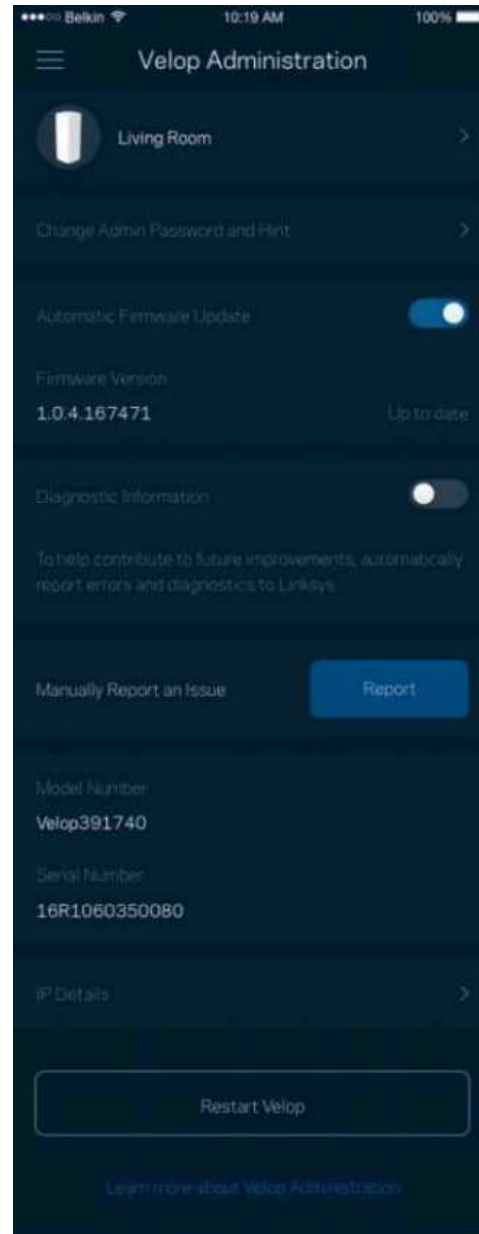 Belkin 10:19 AM 100%
Velop Administration
Living Room
Change Admin Password and Hint
Automatic Firmware Update
Firmware Version
1.0.4.167471 Up to date
Diagnostic Information
To help contribute to future improvements, automatically
report errors and diagnostics to Linksys.
Manually Report an Issue Report
Model Number
Velop391740
Serial Number
16R1060350080
IP Details
Restart Velop
Learn more about Velop Administration